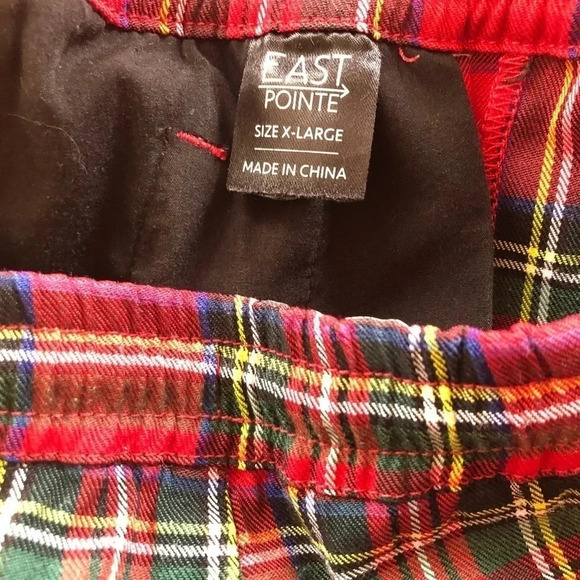 EAST
POINTE
SIZE X-LARGE
MADE IN CHINA